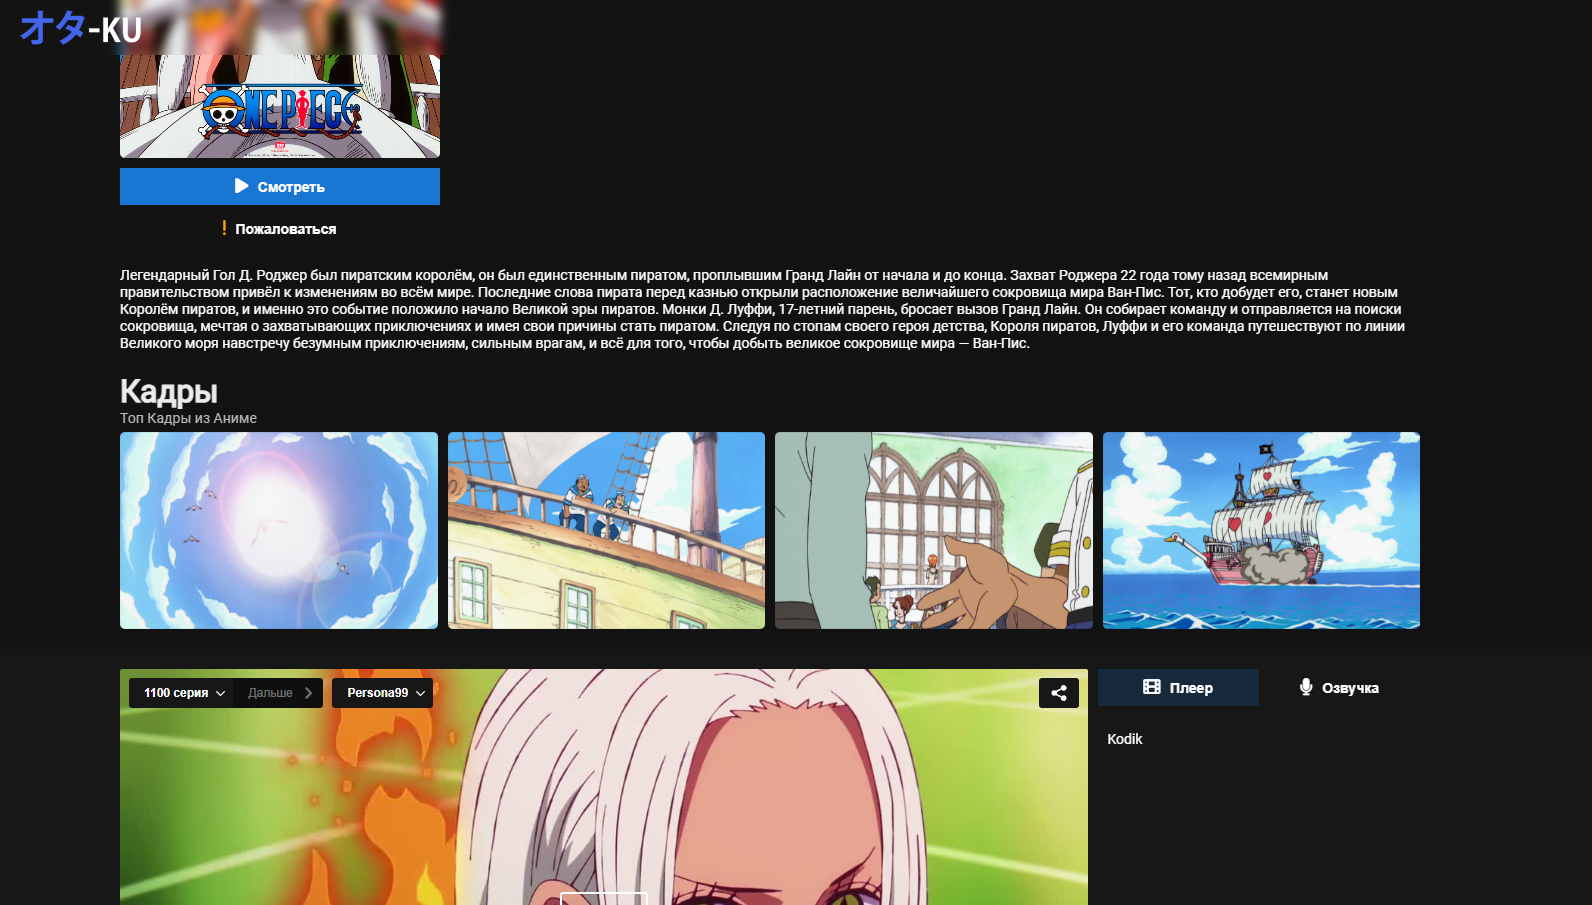 オタ-KU
ONE PIECE
Смотреть
Пожаловаться
Легендарный Гол Д. Роджер был пиратским королём, он был единственным пиратом, проплывшим Гранд Лайн от начала и до конца. Захват Роджера 22 года тому назад всемирным
правительством привёл к изменениям во всём мире. Последние слова пирата перед казнью открыли расположение величайшего сокровища мира Ван-Пис. Тот, кто добудет его, станет новым
Королём пиратов, и именно это событие положило начало Великой эры пиратов. Монки Д. Луффи, 17-летний парень, бросает вызов Гранд Лайн. Он собирает команду и отправляется на поиски
сокровища, мечтая о захватывающих приключениях и имея свои причины стать пиратом. Следуя по стопам своего героя детства, Короля пиратов, Луффи и его команда путешествуют по линии
Великого моря навстречу безумным приключениям, сильным врагам, и всё для того, чтобы добыть великое сокровище мира — Ван-Пис.
Кадры
Топ Кадры из Аниме
1100 серия
Дальше
Persona99
Плеер
Озвучка
Kodik